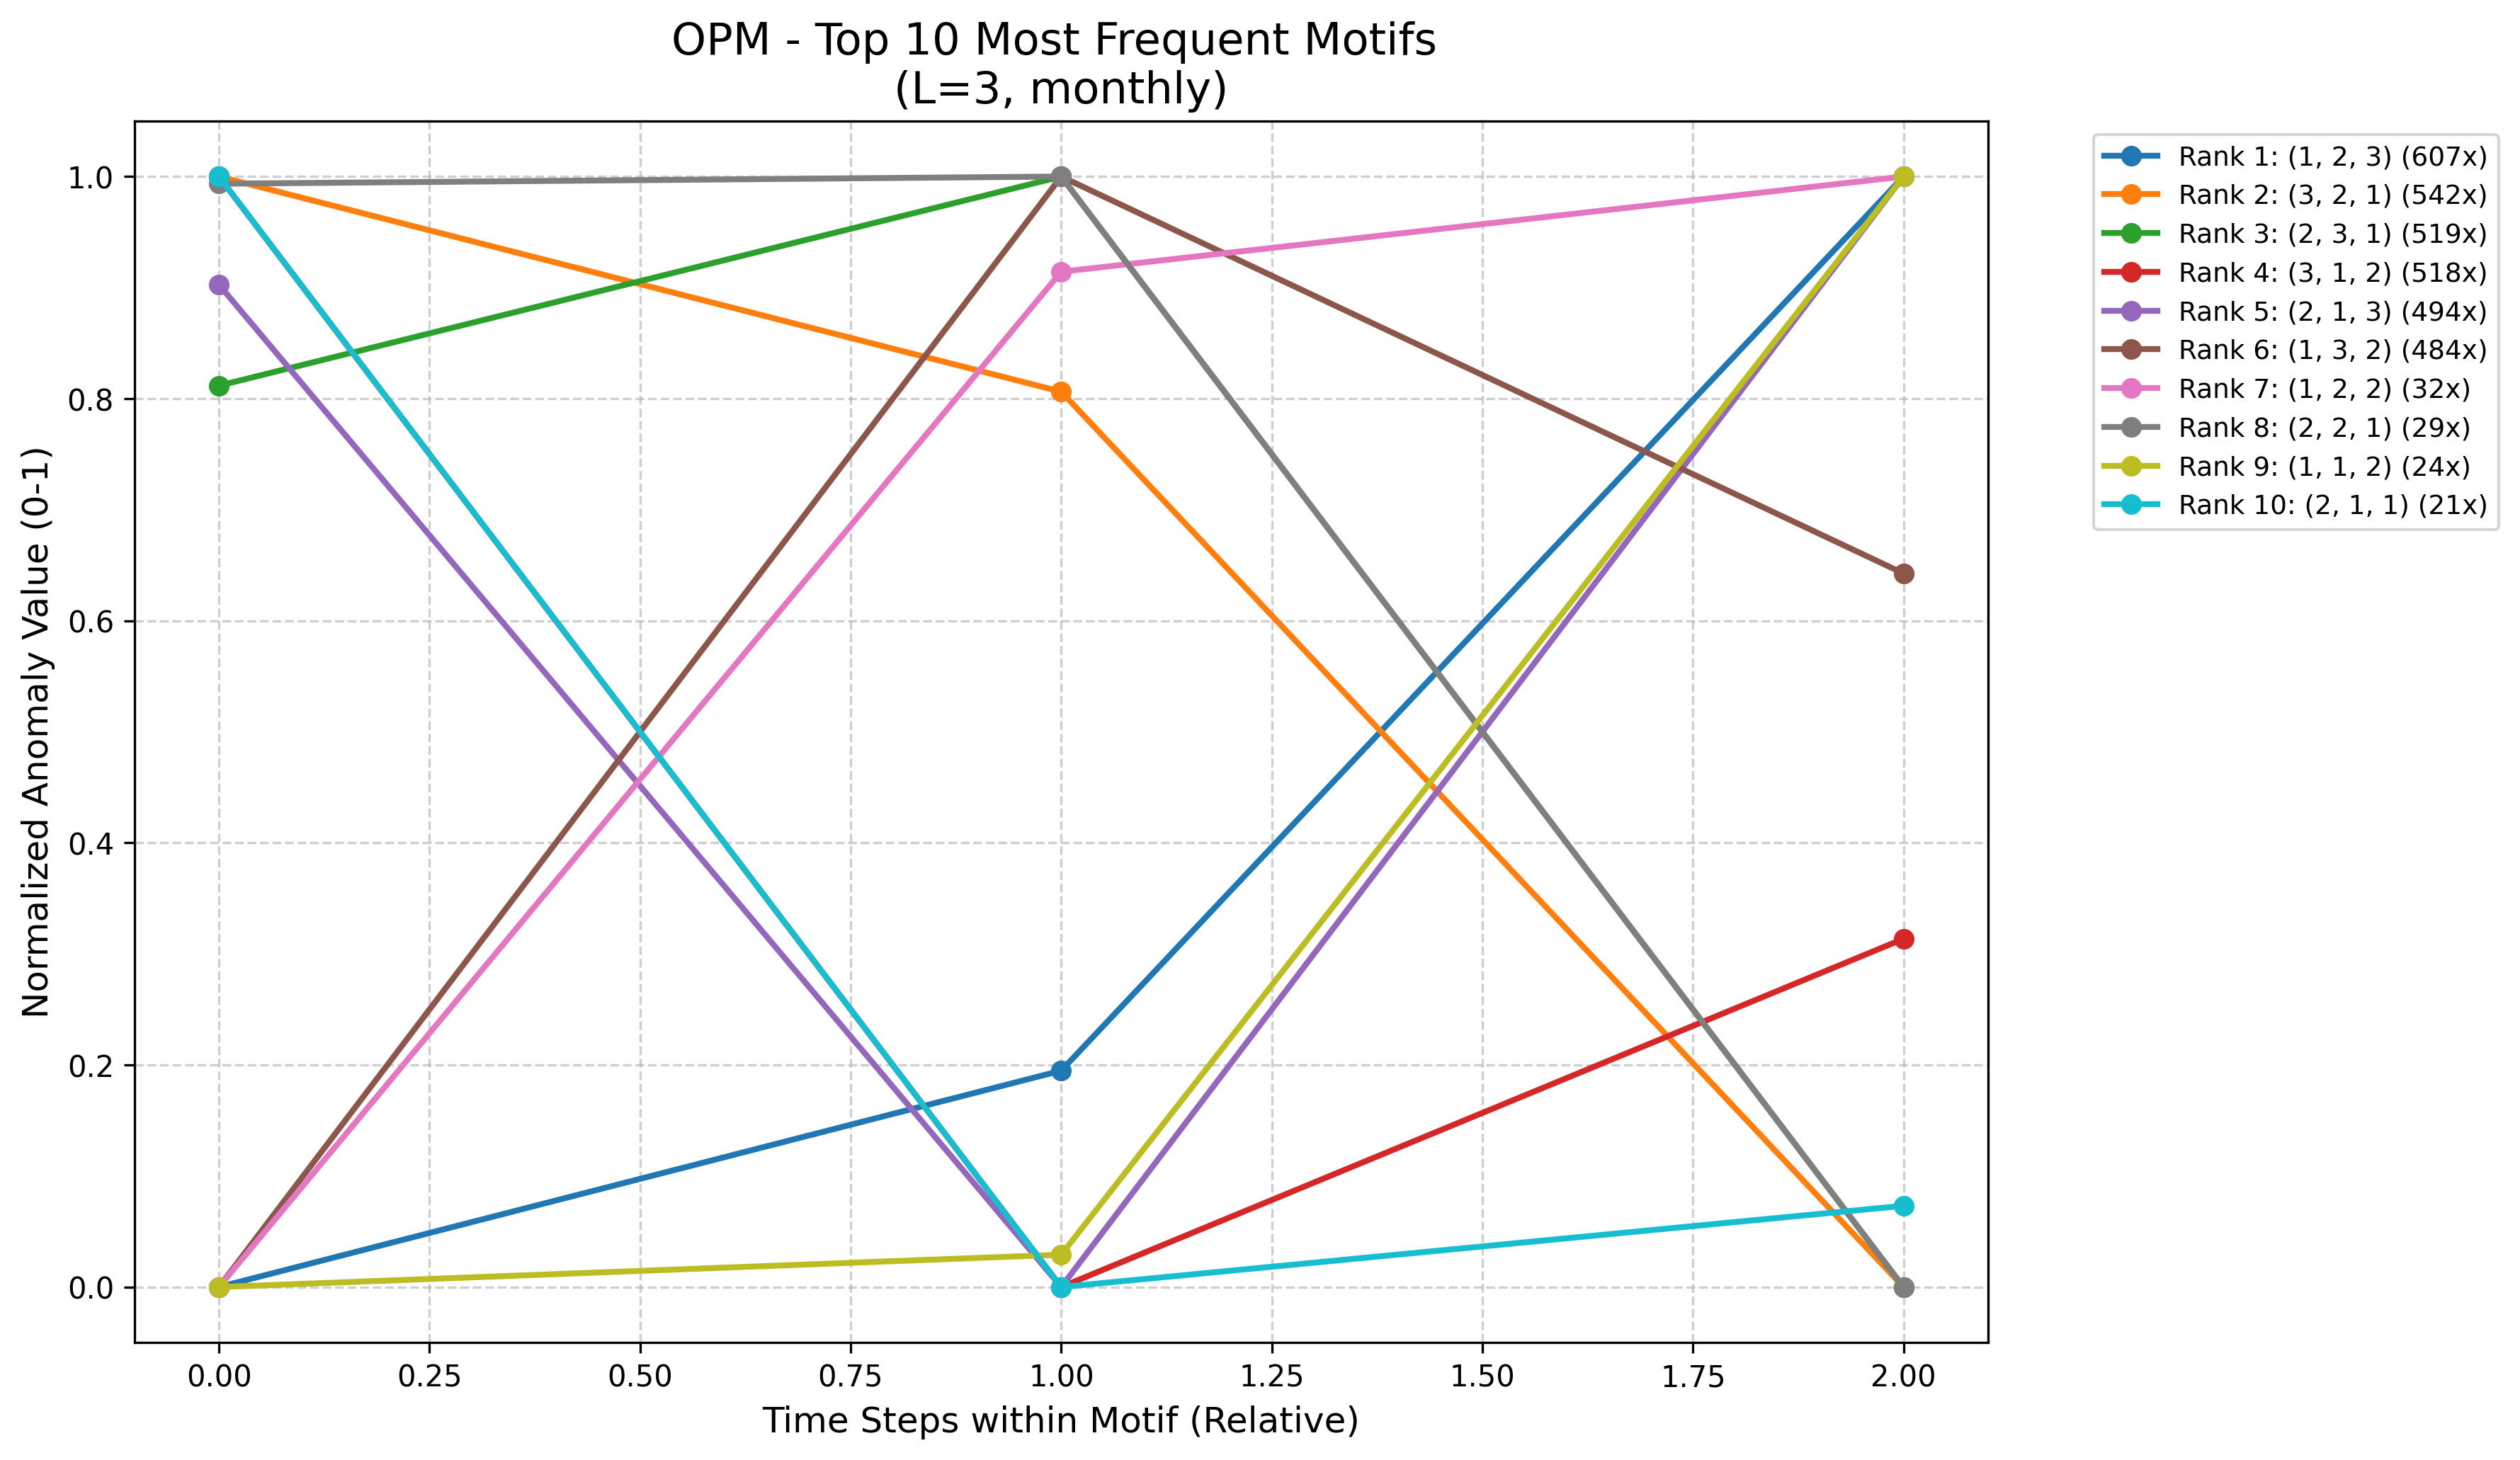 OPM - Top 10 Most Frequent Motifs
(L=3, monthly)
Normalized Anomaly Value (0-1)
1.0
0.8
0.6
0.4
0.2
0.0
0.00 0.25 0.50 0.75 1.00 1.25 1.50 1.75 2.00
Time Steps within Motif (Relative)
Rank 1: (1, 2, 3) (607x)
Rank 2: (3, 2, 1) (542x)
Rank 3: (2, 3, 1) (519x)
Rank 4: (3, 1, 2) (518x)
Rank 5: (2, 1, 3) (494x)
Rank 6: (1, 3, 2) (484x)
Rank 7: (1, 2, 2) (32x)
Rank 8: (2, 2, 1) (29x)
Rank 9: (1, 1, 2) (24x)
Rank 10: (2, 1, 1) (21x)